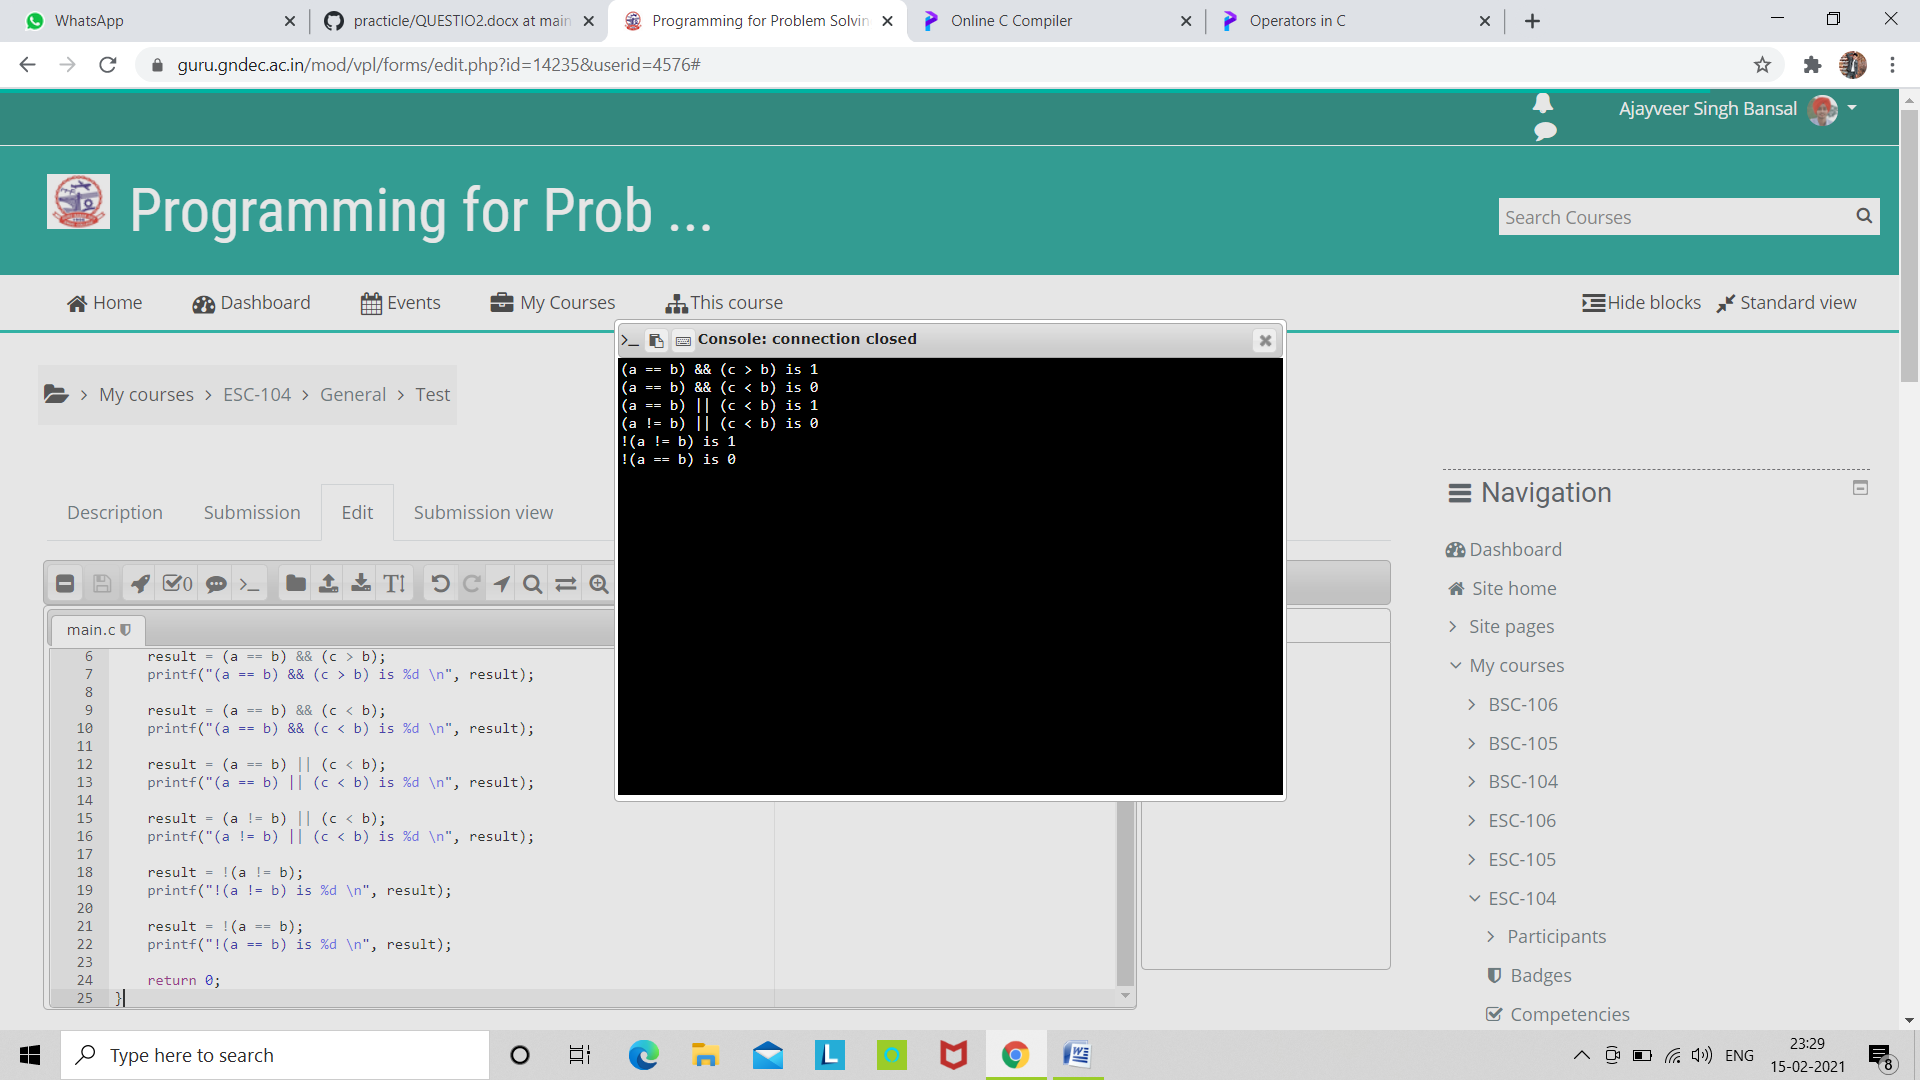 WhatsApp
practicle/QUESTIO2.docx at main
Programming for Problem Solvin
Online C Compiler
Operators in C
guru.gndec.ac.in/mod/vpl/forms/edit.php?id=14235&userid=4576#
Ajayveer Singh Bansal
Programming for Prob ...
Search Courses
Home
Dashboard
Events
My Courses
This course
Hide blocks
Standard view
My courses > ESC-104 > General > Test
Console: connection closed
(a == b) && (c > b) is 1
(a == b) && (c < b) is 0
(a == b) || (c < b) is 1
(a != b) || (c < b) is 0
!(a != b) is 1
!(a == b) is 0
Description
Submission
Edit
Submission view
main.c
6 result = (a == b) && (c > b);
7 printf("(a == b) && (c > b) is %d \n", result);
8
9 result = (a == b) && (c < b);
10 printf("(a == b) && (c < b) is %d \n", result);
11
12 result = (a == b) || (c < b);
13 printf("(a == b) || (c < b) is %d \n", result);
14
15 result = (a != b) || (c < b);
16 printf("(a != b) || (c < b) is %d \n", result);
17
18 result = !(a != b);
19 printf("!(a != b) is %d \n", result);
20
21 result = !(a == b);
22 printf("!(a == b) is %d \n", result);
23
24 return 0;
25 }
Navigation
Dashboard
Site home
Site pages
My courses
BSC-106
BSC-105
BSC-104
ESC-106
ESC-105
ESC-104
Participants
Badges
Competencies
Type here to search
ENG
23:29
15-02-2021
8